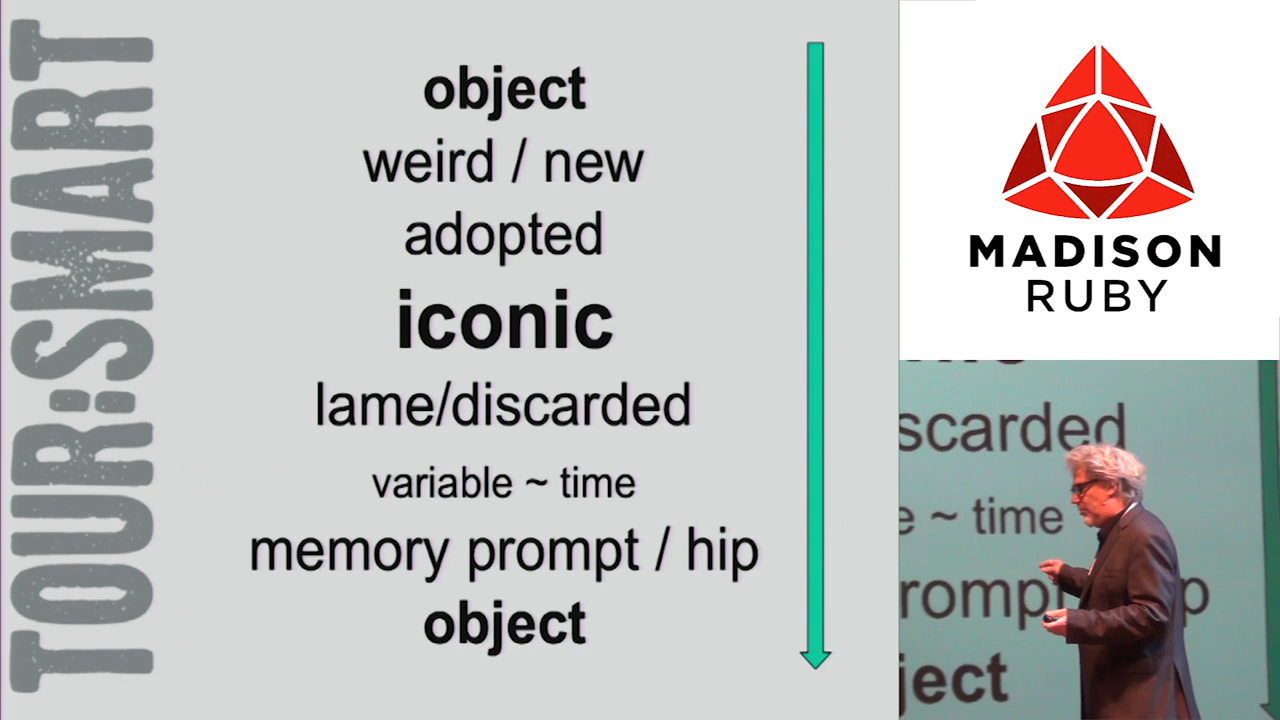 TOUR:SMART
object
weird / new
adopted
iconic
lame/discarded
variable ~ time
memory prompt / hip
object
MADISON
RUBY
scarded
e ~ time
rompt p
ject